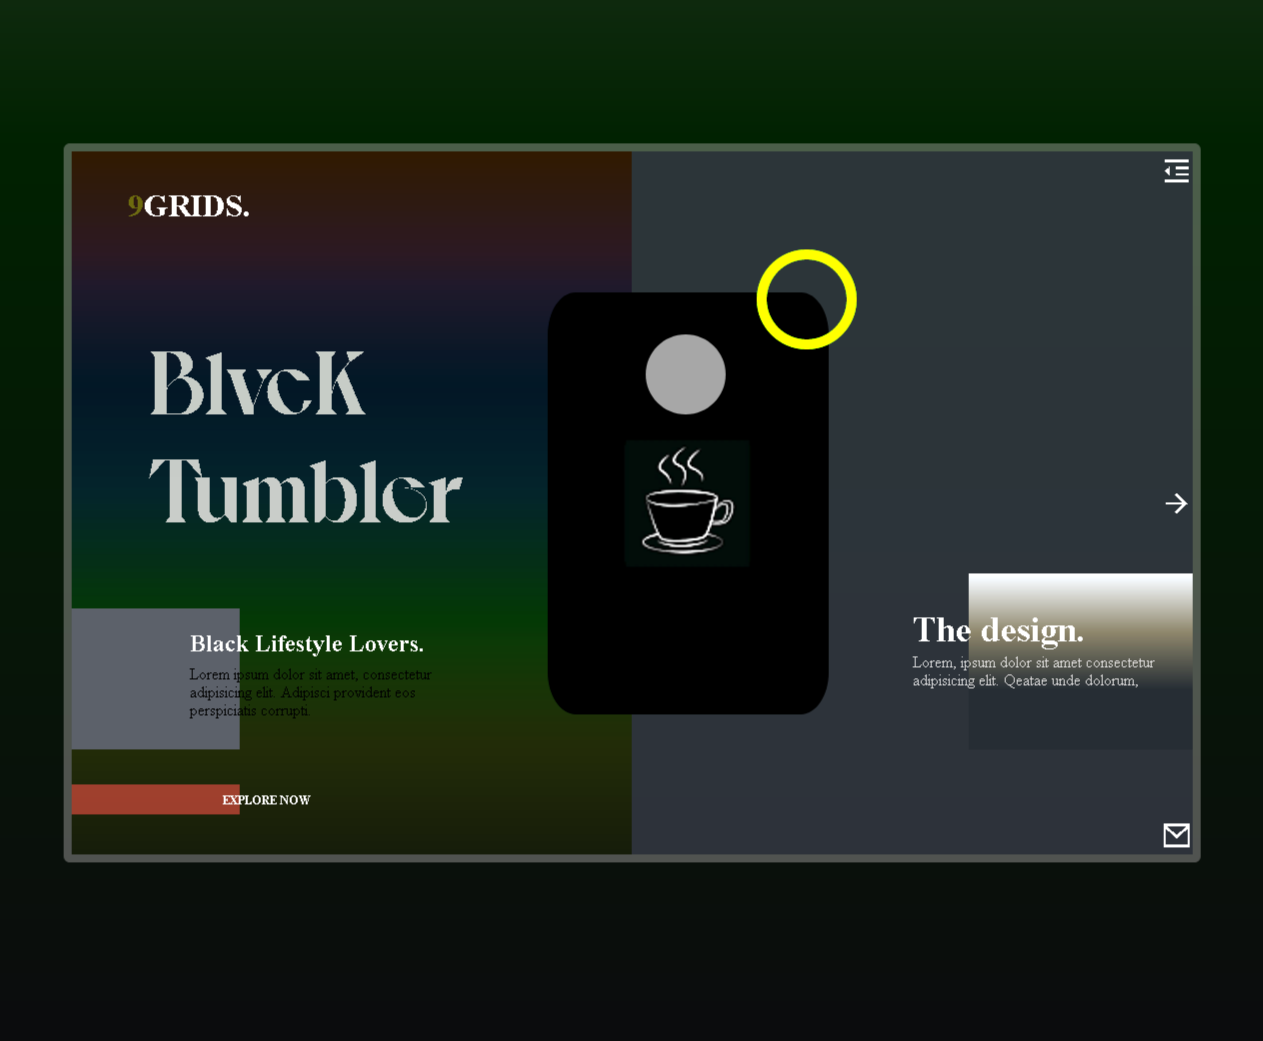 9GRIDS.
BlvcK
Tumbler
Black Lifestyle Lovers.
Lorem ipsum dolor sit amet, consectetur
adipisicing elit. Adipisci provident eos
perspiciatis corrupti.
EXPLORE NOW
The design.
Lorem, ipsum dolor sit amet consectetur
adipisicing elit. Qeatae unde dolorum,